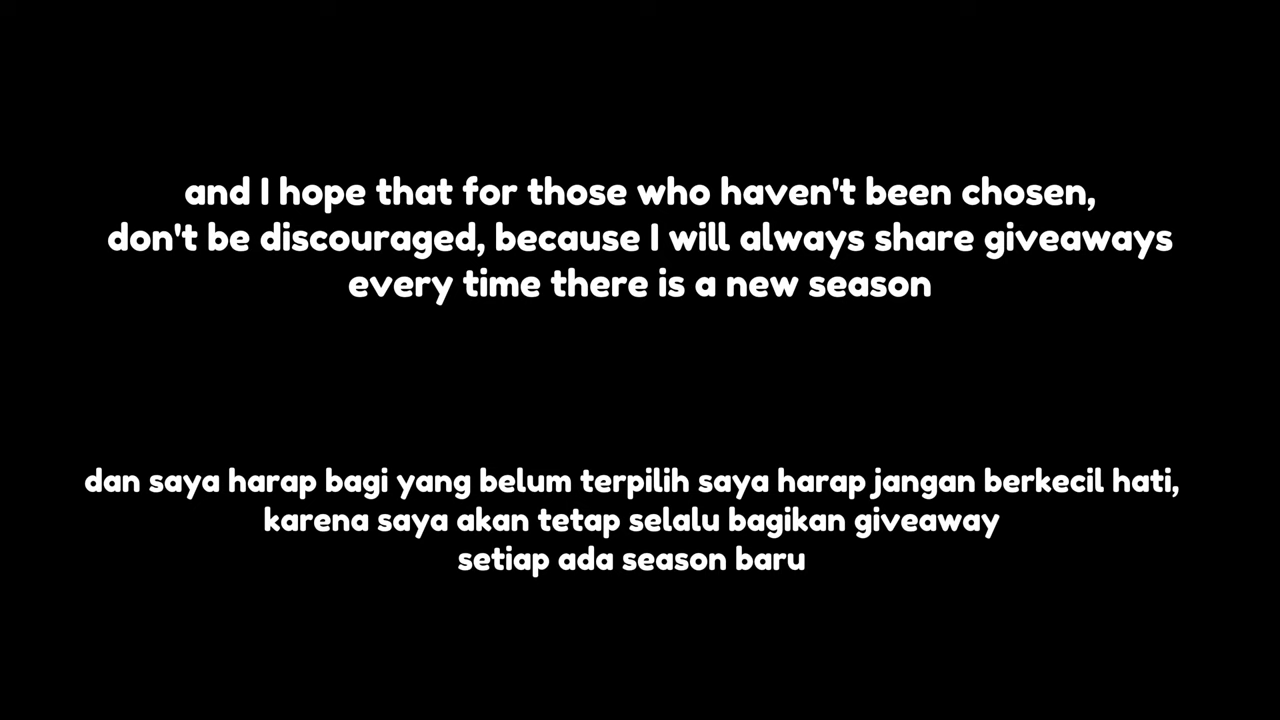 and I hope that for those who haven't been chosen,
don't be discouraged, because I will always share giveaways
every time there is a new season
dan saya harap bagi yang belum terpilih saya harap jangan berkecil hati,
karena saya akan tetap selalu bagikan giveaway
setiap ada season baru